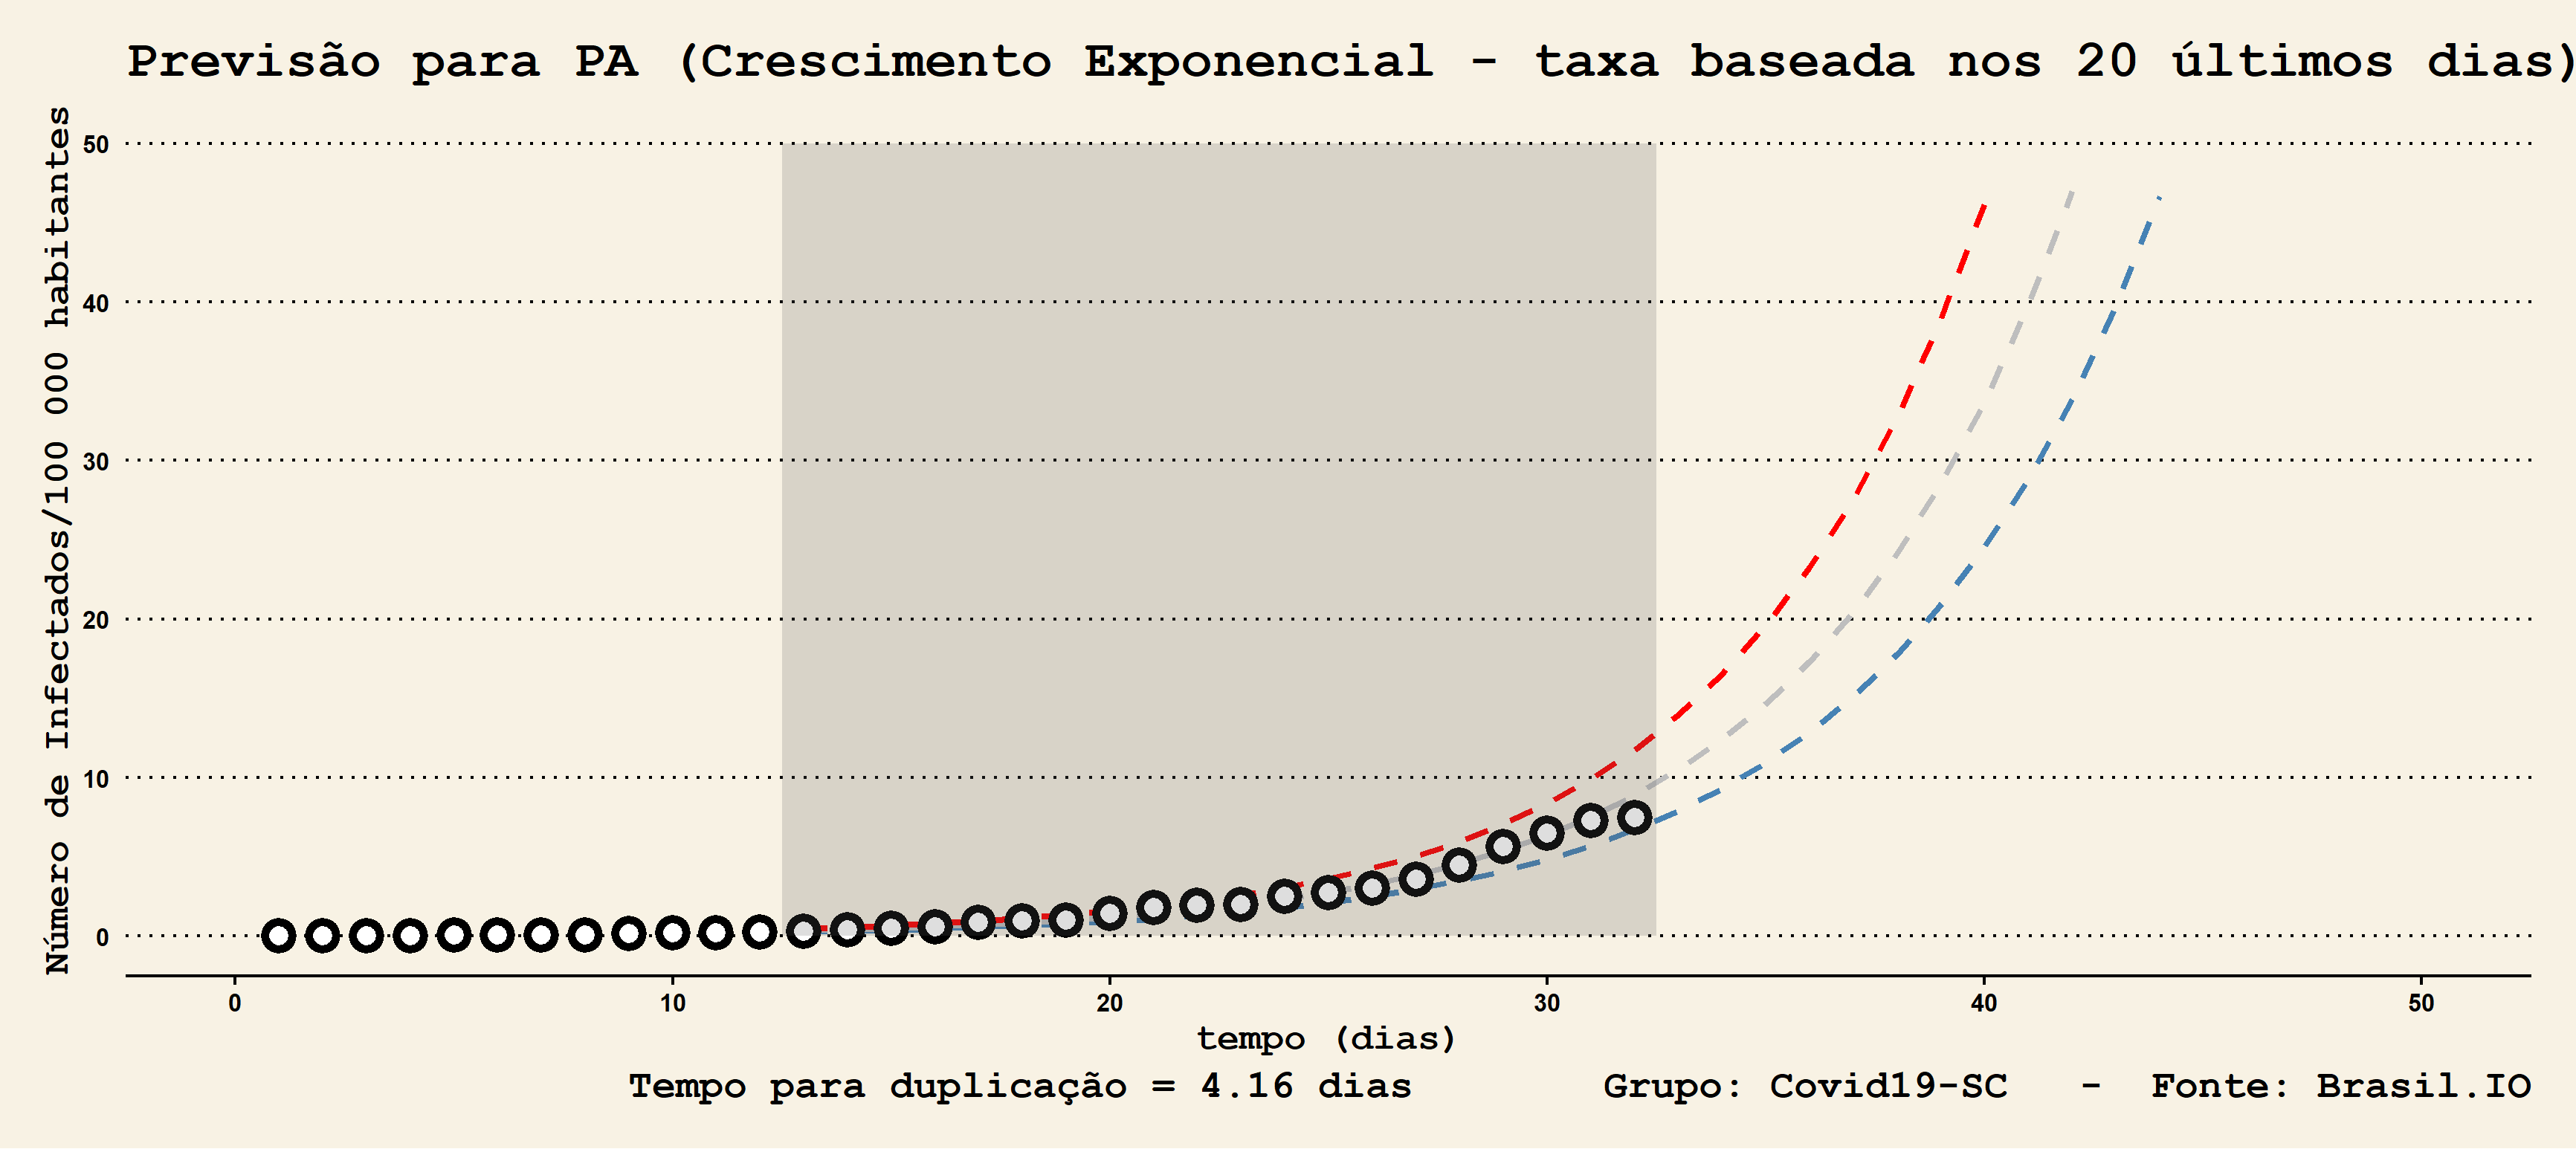 Previsão para PA (Crescimento Exponencial - taxa baseada nos 20 últimos dias)
Número de Infectados/100 000 habitantes
50
40
30
20
10
0
0 10 20 30 40 50
tempo (dias)
Tempo para duplicação = 4.16 dias Grupo: Covid19-SC - Fonte: Brasil.IO